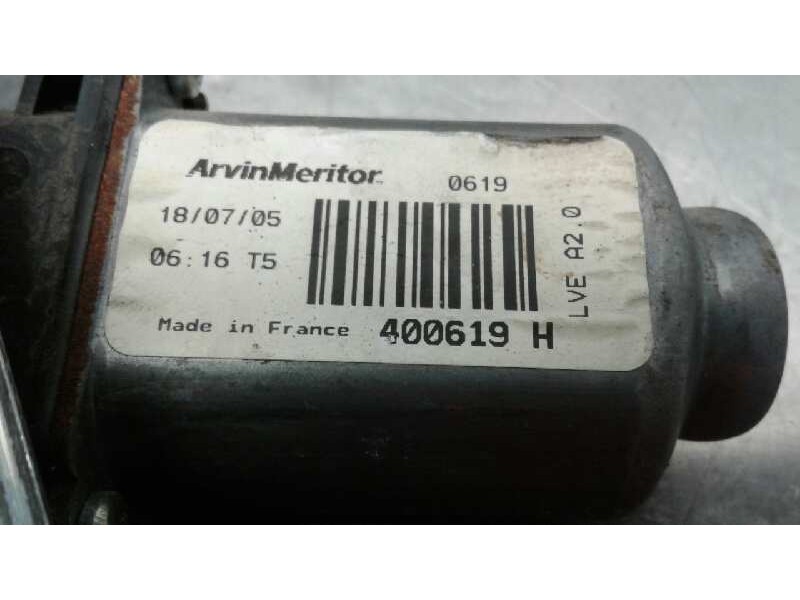 ArvinMeritor
0619
18/07/05
06:16 T5
Made in France
400619 H
LVE A2.0